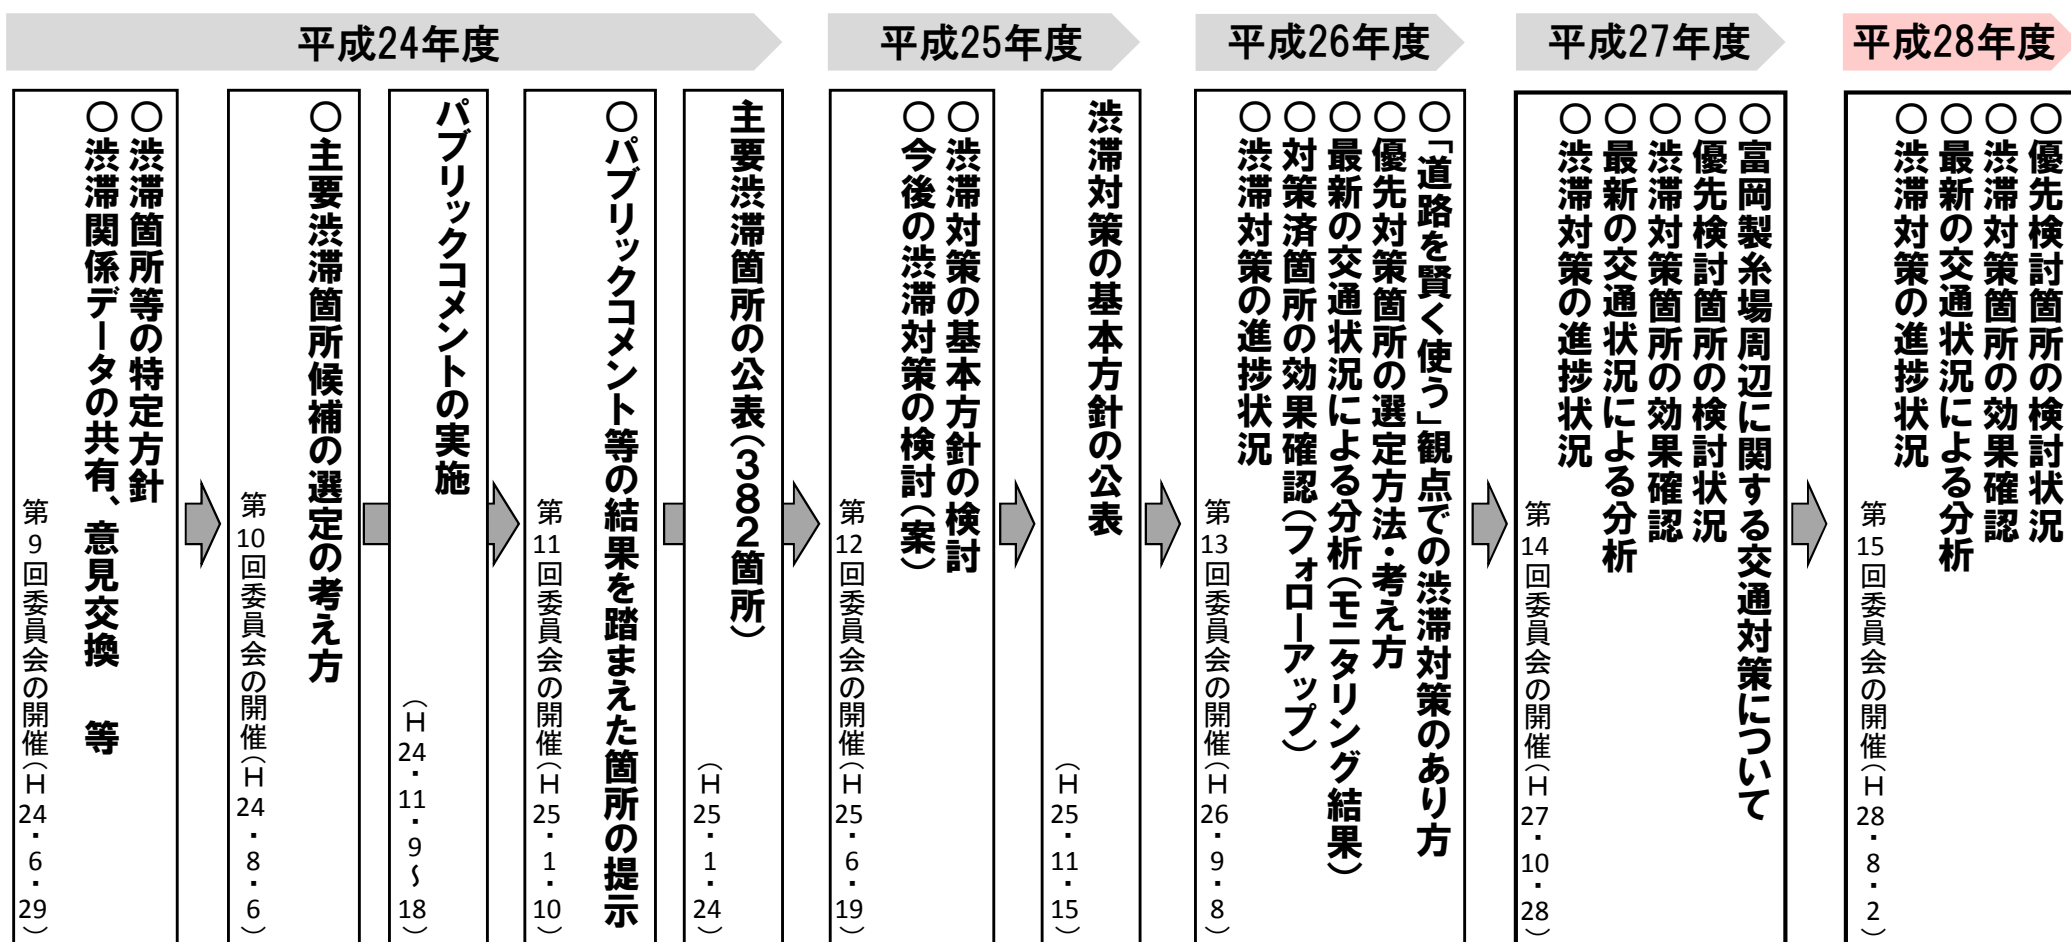 平成24年度
平成25年度
平成26年度
平成27年度
平成28年度
○渋滞箇所等の特定方針
○渋滞関係データの共有、意見交換　等
第9回委員会の開催（H24・6・29）
○主要渋滞箇所候補の選定の考え方
第10回委員会の開催（H24・8・6）
パブリックコメントの実施
（H24・11・9～18）
○パブリックコメント等の結果を踏まえた箇所の提示
第11回委員会の開催（H25・1・10）
主要渋滞箇所の公表（３８２箇所）
（H25・1・24）
○渋滞対策の基本方針の検討
○今後の渋滞対策の検討（案）
第12回委員会の開催（H25・6・19）
渋滞対策の基本方針の公表
（H25・11・15）
○「道路を賢く使う」観点での渋滞対策のあり方
○優先対策箇所の選定方法・考え方
○最新の交通状況による分析（モニタリング結果）
○対策済箇所の効果確認（フォローアップ）
○渋滞対策の進捗状況
第13回委員会の開催（H26・9・8）
○富岡製糸場周辺に関する交通対策について
○優先検討箇所の検討状況
○渋滞対策箇所の効果確認
○最新の交通状況による分析
○渋滞対策の進捗状況
第14回委員会の開催（H27・10・28）
○優先検討箇所の検討状況
○渋滞対策箇所の効果確認
○最新の交通状況による分析
○渋滞対策の進捗状況
第15回委員会の開催（H28・8・2）